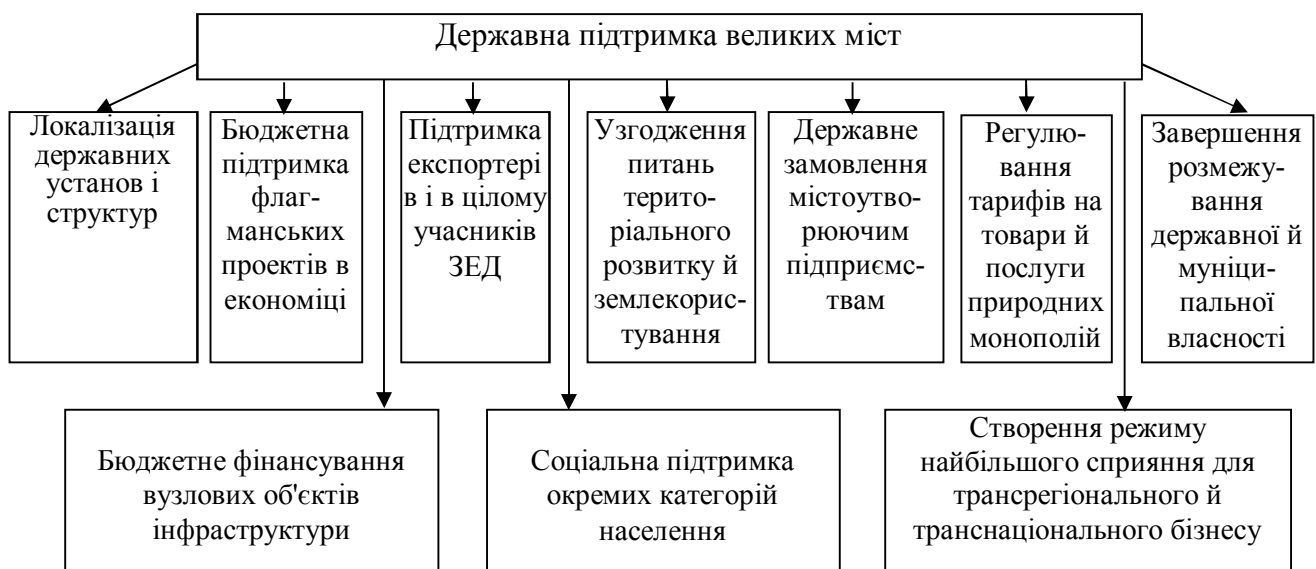 Державна підтримка великих міст
Локалізація
державних
установ і
структур
Бюджетна
підтримка
флаг-
манських
проектів в
економіці
Підтримка
експортері
в і в цілому
учасників
ЗЕД
Узгодження
питань
терито-
ріального
розвитку й
землекорис-
тування
Державне
замовлення
містоутво-
рюючим
підприємс-
твам
Регулю-
вання
тарифів на
товари й
послуги
природних
монополій
Завершення
розмежу-
вання
державної й
муніци-
пальної
власності
Бюджетне фінансування
вузлових об'єктів
інфраструктури
Соціальна підтримка
окремих категорій
населення
Створення режиму
найбільшого сприяння для
трансрегіонального й
транснаціонального бізнесу